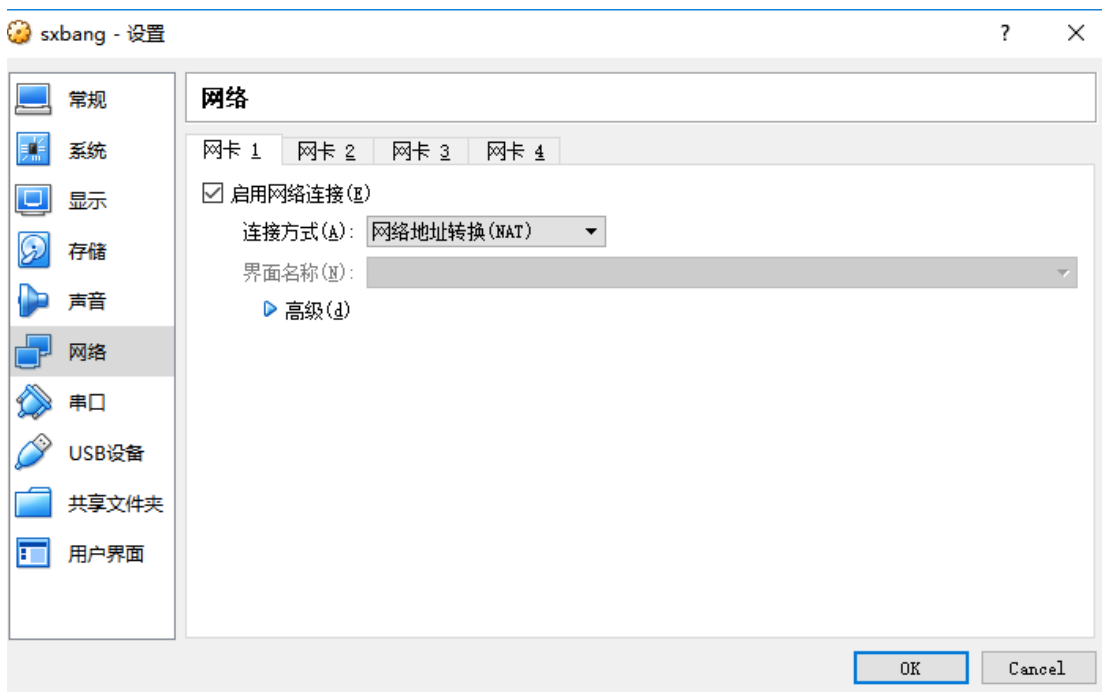 sxbang - 设置
?
常规
系统
显示
存储
声音
网络
串口
USB设备
共享文件夹
用户界面
网络
网卡 1 网卡 2 网卡 3 网卡 4
启用网络连接(E)
连接方式(A): 网络地址转换(NAT)
界面名称(N):
高级(d)
OK Cancel